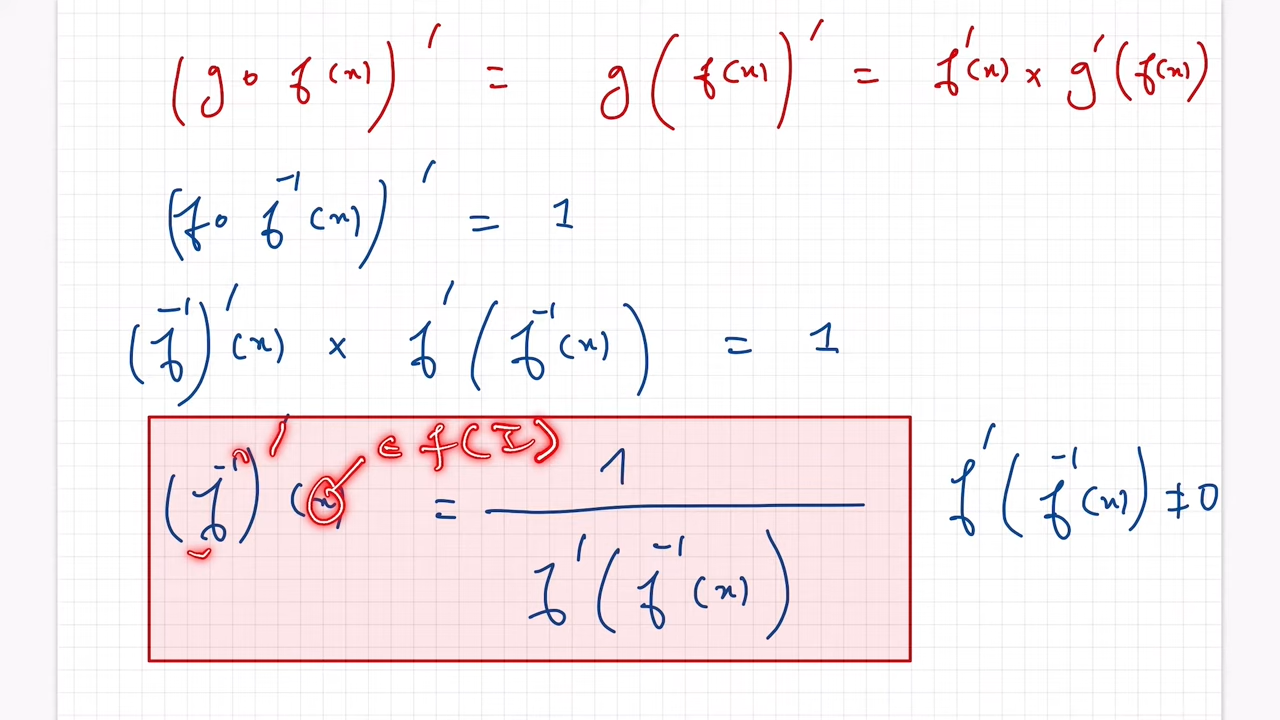 (g∘f(x))′ = g(f(x))′ = f′(x) × g′(f(x))
(f∘f⁻¹(x))′ = 1
(f⁻¹)′(x) × f′(f⁻¹(x)) = 1
∈ f(I)
(f⁻¹)′(x) = 1 / f′(f⁻¹(x))
f′(f⁻¹(x)) ≠ 0